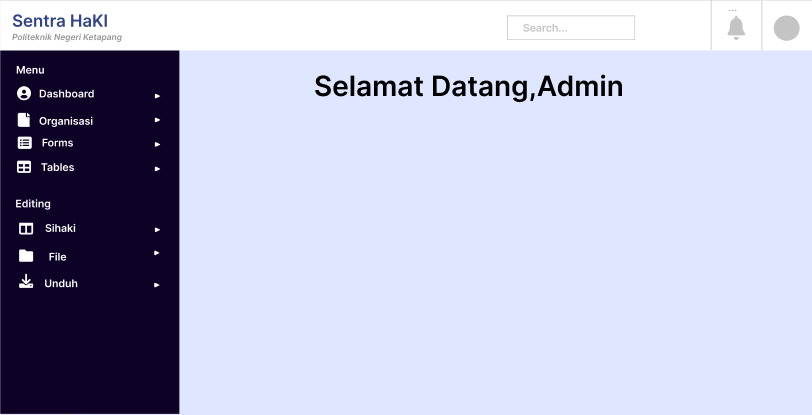 Sentra HaKI
Politeknik Negeri Ketapang
Search...
...
Menu
Dashboard
Organisasi
Forms
Tables
Editing
Sihaki
File
Unduh
Selamat Datang,Admin